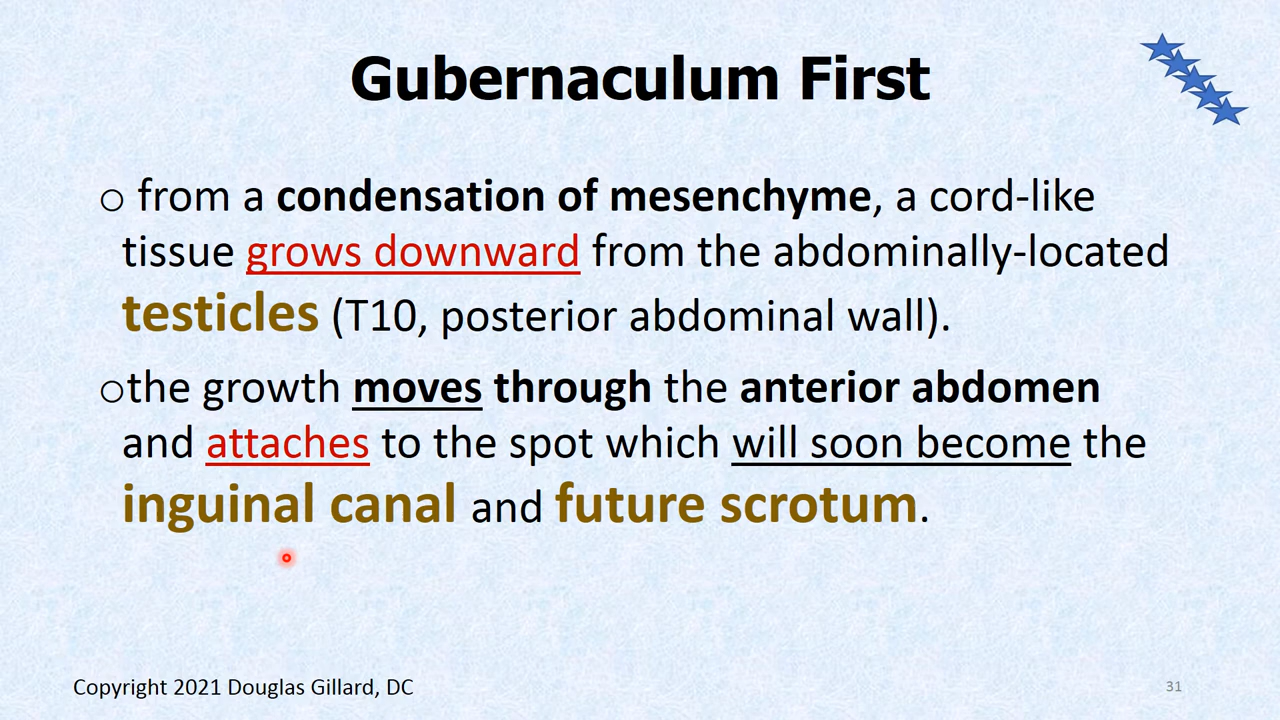 Gubernaculum First
○ from a condensation of mesenchyme, a cord-like
tissue grows downward from the abdominally-located
testicles (T10, posterior abdominal wall).
○the growth moves through the anterior abdomen
and attaches to the spot which will soon become the
inguinal canal and future scrotum.
Copyright 2021 Douglas Gillard, DC
31